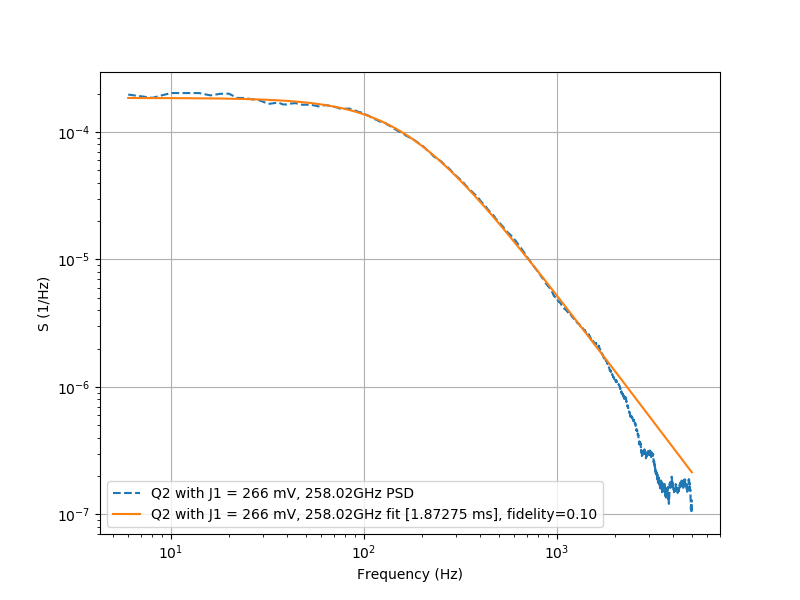 10⁻⁴
10⁻⁵
10⁻⁶
10⁻⁷
S (1/Hz)
Q2 with J1 = 266 mV, 258.02GHz PSD
Q2 with J1 = 266 mV, 258.02GHz fit [1.87275 ms], fidelity=0.10
10¹ 10² 10³
Frequency (Hz)